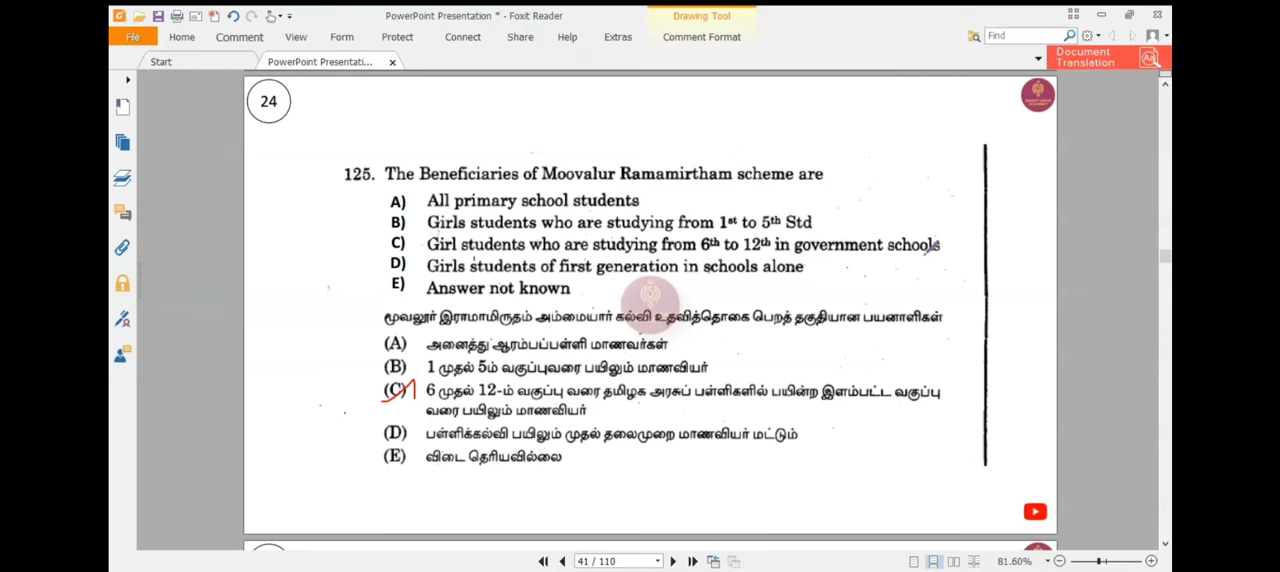 PowerPoint Presentation * - Foxit Reader
Drawing Tool
File Home Comment View Form Protect Connect Share Help Extras Comment Format Find
Start PowerPoint Presentati... Document
Translation
24
125. The Beneficiaries of Moovalur Ramamirtham scheme are
A) All primary school students
B) Girls students who are studying from 1st to 5th Std
C) Girl students who are studying from 6th to 12th in government schools
D) Girls students of first generation in schools alone
E) Answer not known
மூவலூர் இராமாமிருதம் அம்மையார் கல்வி உதவித்தொகை பெறத் தகுதியான பயனாளிகள்
(A) அனைத்து ஆரம்பப்பள்ளி மாணவர்கள்
(B) 1 முதல் 5ம் வகுப்புவரை பயிலும் மாணவியர்
(C) 6 முதல் 12-ம் வகுப்பு வரை தமிழக அரசுப் பள்ளிகளில் பயின்ற இளம்பட்ட வகுப்பு
வரை பயிலும் மாணவியர்
(D) பள்ளிக்கல்வி பயிலும் முதல் தலைமுறை மாணவியர் மட்டும்
(E) விடை தெரியவில்லை
41 / 110 81.60%